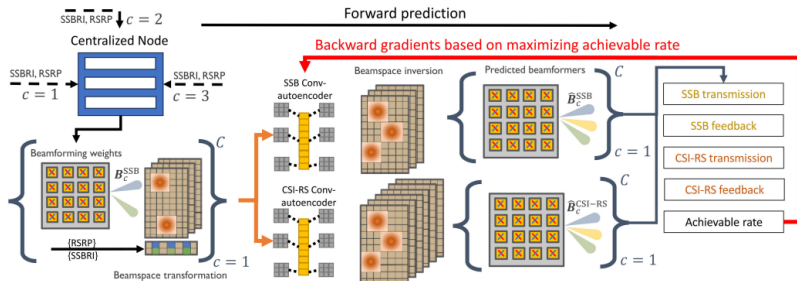 SSBRI, RSRP
c = 2
Forward prediction
Centralized Node
Backward gradients based on maximizing achievable rate
SSBRI, RSRP
SSBRI, RSRP
c = 1
c = 3
SSB Conv-
autoencoder
Beamspace inversion
Predicted beamformers
C
B̂_c^SSB
c = 1
SSB transmission
SSB feedback
CSI-RS transmission
CSI-RS feedback
Achievable rate
Beamforming weights
C
B_c^SSB
{RSRP}
{SSBRI}
c = 1
Beamspace transformation
CSI-RS Conv-
autoencoder
C
B̂_c^CSI−RS
c = 1